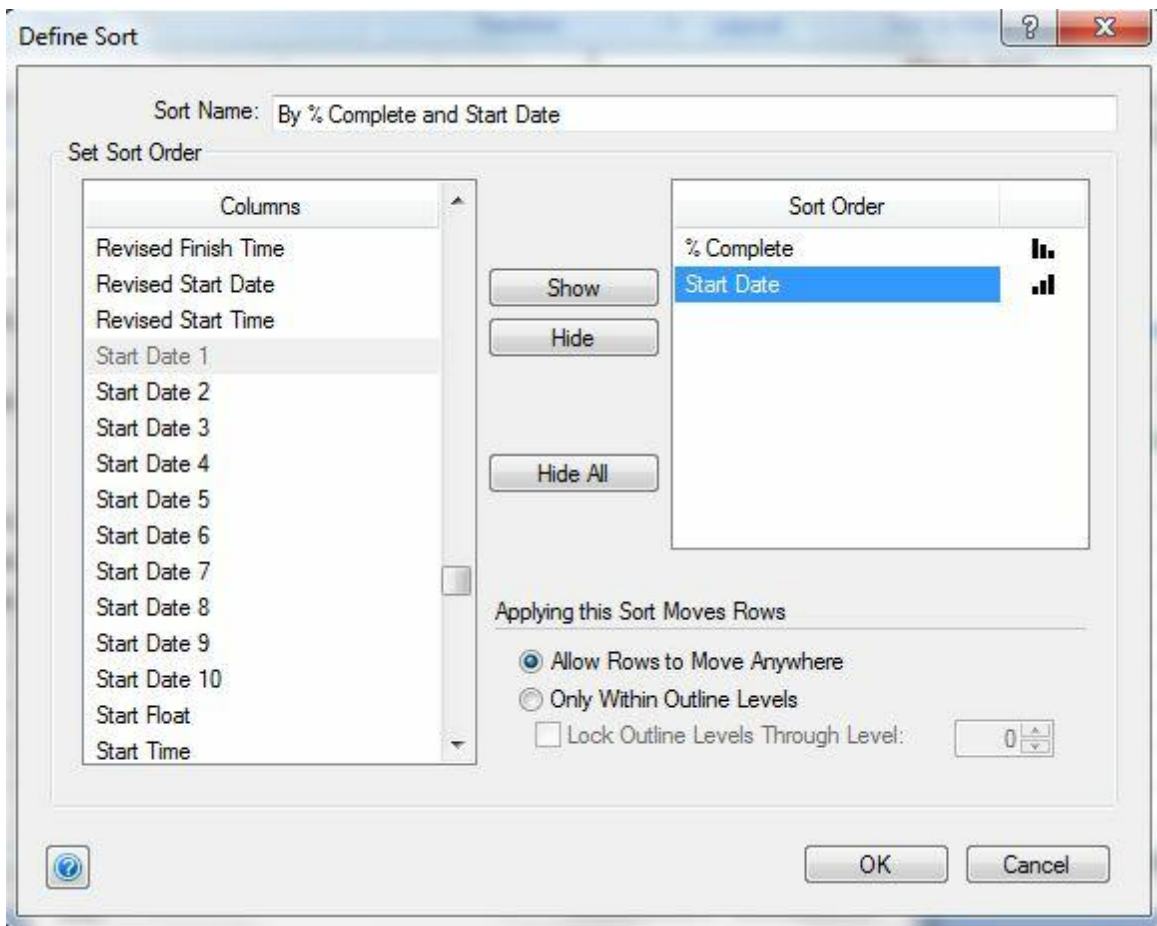 Define Sort
Sort Name: By % Complete and Start Date
Set Sort Order
Columns
Revised Finish Time
Revised Start Date
Revised Start Time
Start Date 1
Start Date 2
Start Date 3
Start Date 4
Start Date 5
Start Date 6
Start Date 7
Start Date 8
Start Date 9
Start Date 10
Start Float
Start Time
Show
Hide
Hide All
Sort Order
% Complete
Start Date
Applying this Sort Moves Rows
Allow Rows to Move Anywhere
Only Within Outline Levels
Lock Outline Levels Through Level: 0
OK Cancel